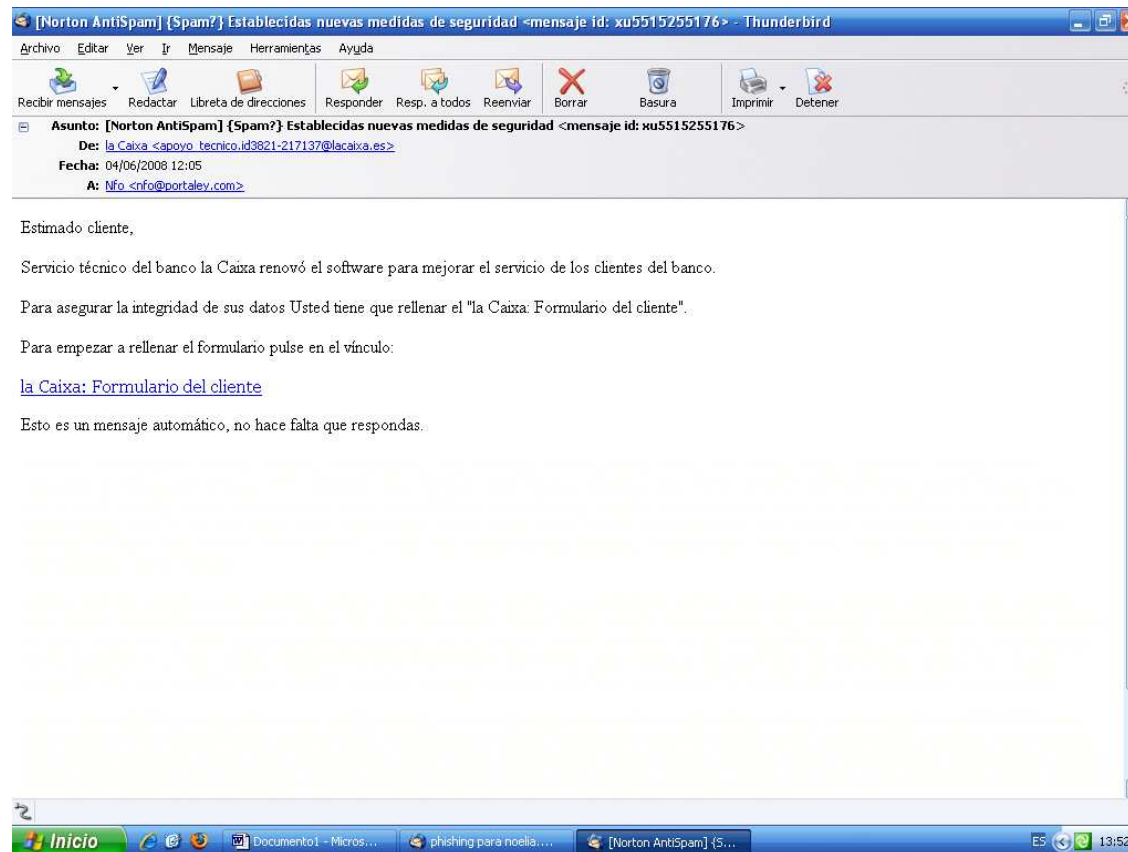 [Norton AntiSpam] {Spam?} Establecidas nuevas medidas de seguridad <mensaje id: xu5515255176> - Thunderbird
Archivo Editar Ver Ir Mensaje Herramientas Ayuda
Recibir mensajes Redactar Libreta de direcciones Responder Resp. a todos Reenviar Borrar Basura Imprimir Detener
Asunto: [Norton AntiSpam] {Spam?} Establecidas nuevas medidas de seguridad <mensaje id: xu5515255176>
De: la Caixa <apoyo_tecnico.id3821-217137@lacaixa.es>
Fecha: 04/06/2008 12:05
A: Nfo <nfo@portaley.com>
Estimado cliente,
Servicio técnico del banco la Caixa renovó el software para mejorar el servicio de los clientes del banco.
Para asegurar la integridad de sus datos Usted tiene que rellenar el "la Caixa: Formulario del cliente".
Para empezar a rellenar el formulario pulse en el vínculo:
la Caixa: Formulario del cliente
Esto es un mensaje automático, no hace falta que respondas.
Inicio Documento1 - Micros... phishing para noelia.... [Norton AntiSpam] {S... ES 13:52